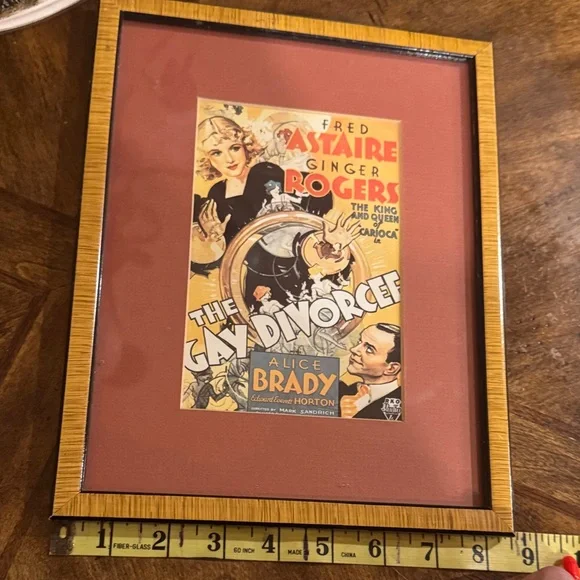 FRED
ASTAIRE
GINGER
ROGERS
THE KING
AND QUEEN
of
"CARIOCA"
in
THE
GAY DIVORCEE
ALICE
BRADY
Edward Everett HORTON
DIRECTED BY MARK SANDRICH
1 2 3 4 5 6 7 8 9
FIBER-GLASS 60 INCH MADE IN CHINA